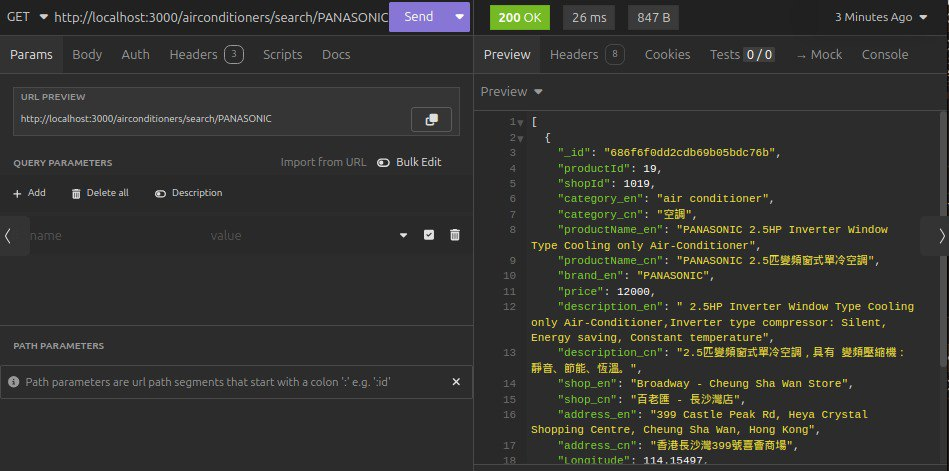 GET http://localhost:3000/airconditioners/search/PANASONIC Send 200 OK 26 ms 847 B 3 Minutes Ago
Params Body Auth Headers 3 Scripts Docs Preview Headers 8 Cookies Tests 0 / 0 → Mock Console
URL PREVIEW
http://localhost:3000/airconditioners/search/PANASONIC
QUERY PARAMETERS Import from URL Bulk Edit
+ Add Delete all Description
name value
PATH PARAMETERS
Path parameters are url path segments that start with a colon ':' e.g. ':id'
Preview
1 [
2 {
3 "_id": "686f6f0dd2cdb69b05bdc76b",
4 "productId": 19,
5 "shopId": 1019,
6 "category_en": "air conditioner",
7 "category_cn": "空調",
8 "productName_en": "PANASONIC 2.5HP Inverter Window
Type Cooling only Air-Conditioner",
9 "productName_cn": "PANASONIC 2.5匹變頻窗式單冷空調",
10 "brand_en": "PANASONIC",
11 "price": 12000,
12 "description_en": " 2.5HP Inverter Window Type Cooling
only Air-Conditioner,Inverter type compressor: Silent,
Energy saving, Constant temperature",
13 "description_cn": "2.5匹變頻窗式單冷空調，具有 變頻壓縮機：
靜音、節能、恆溫。",
14 "shop_en": "Broadway - Cheung Sha Wan Store",
15 "shop_cn": "百老匯 - 長沙灣店",
16 "address_en": "399 Castle Peak Rd, Heya Crystal
Shopping Centre, Cheung Sha Wan, Hong Kong",
17 "address_cn": "香港長沙灣399號喜薈商場",
18 "Longitude": 114.15497,